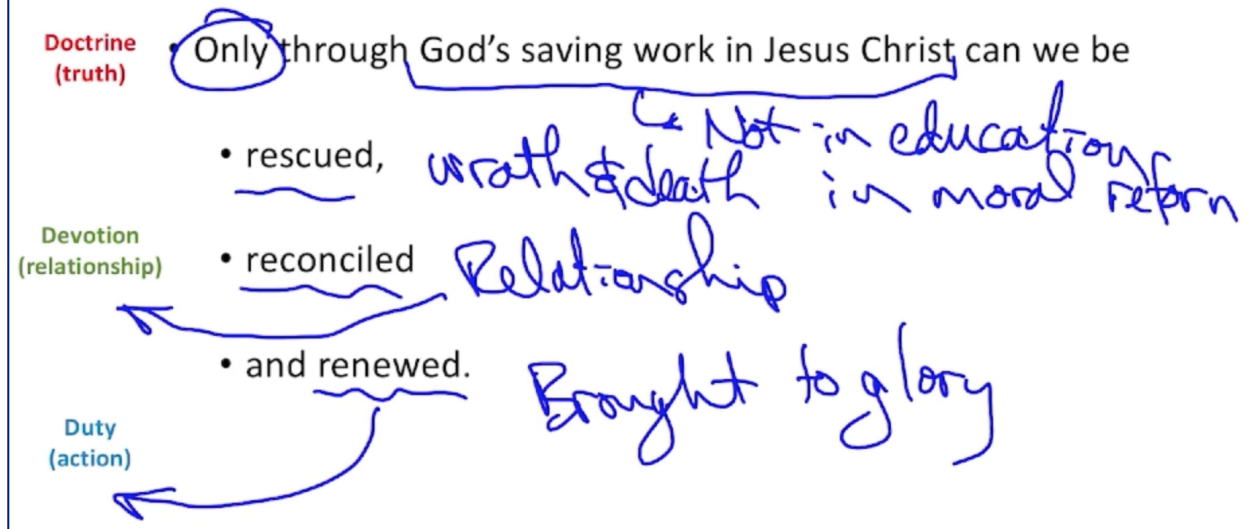 Doctrine
(truth)
• Only through God's saving work in Jesus Christ can we be
Not in education,
• rescued, wrath & death in moral reform
Devotion
(relationship)
• reconciled Relationship
• and renewed. Brought to glory
Duty
(action)